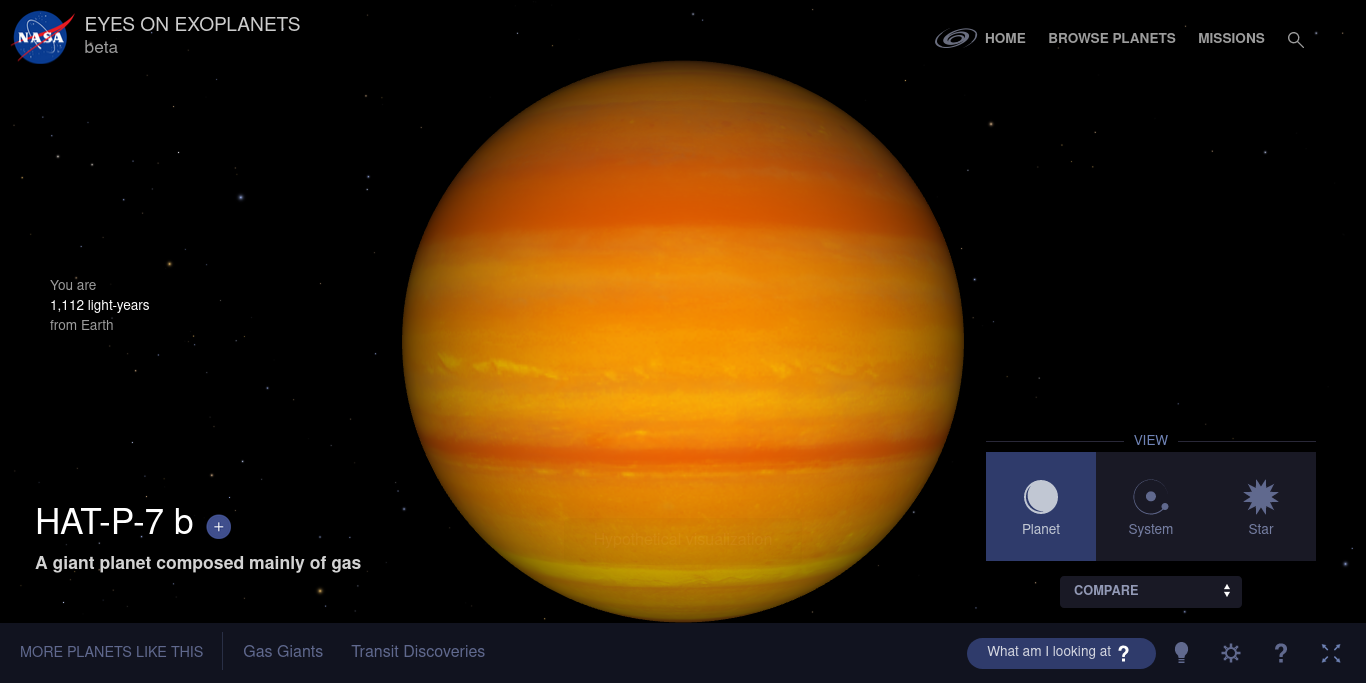 NASA
EYES ON EXOPLANETS
beta
HOME
BROWSE PLANETS
MISSIONS
You are
1,112 light-years
from Earth
HAT-P-7 b +
A giant planet composed mainly of gas
Hypothetical visualization
VIEW
Planet
System
Star
COMPARE
MORE PLANETS LIKE THIS
Gas Giants
Transit Discoveries
What am I looking at ?
?